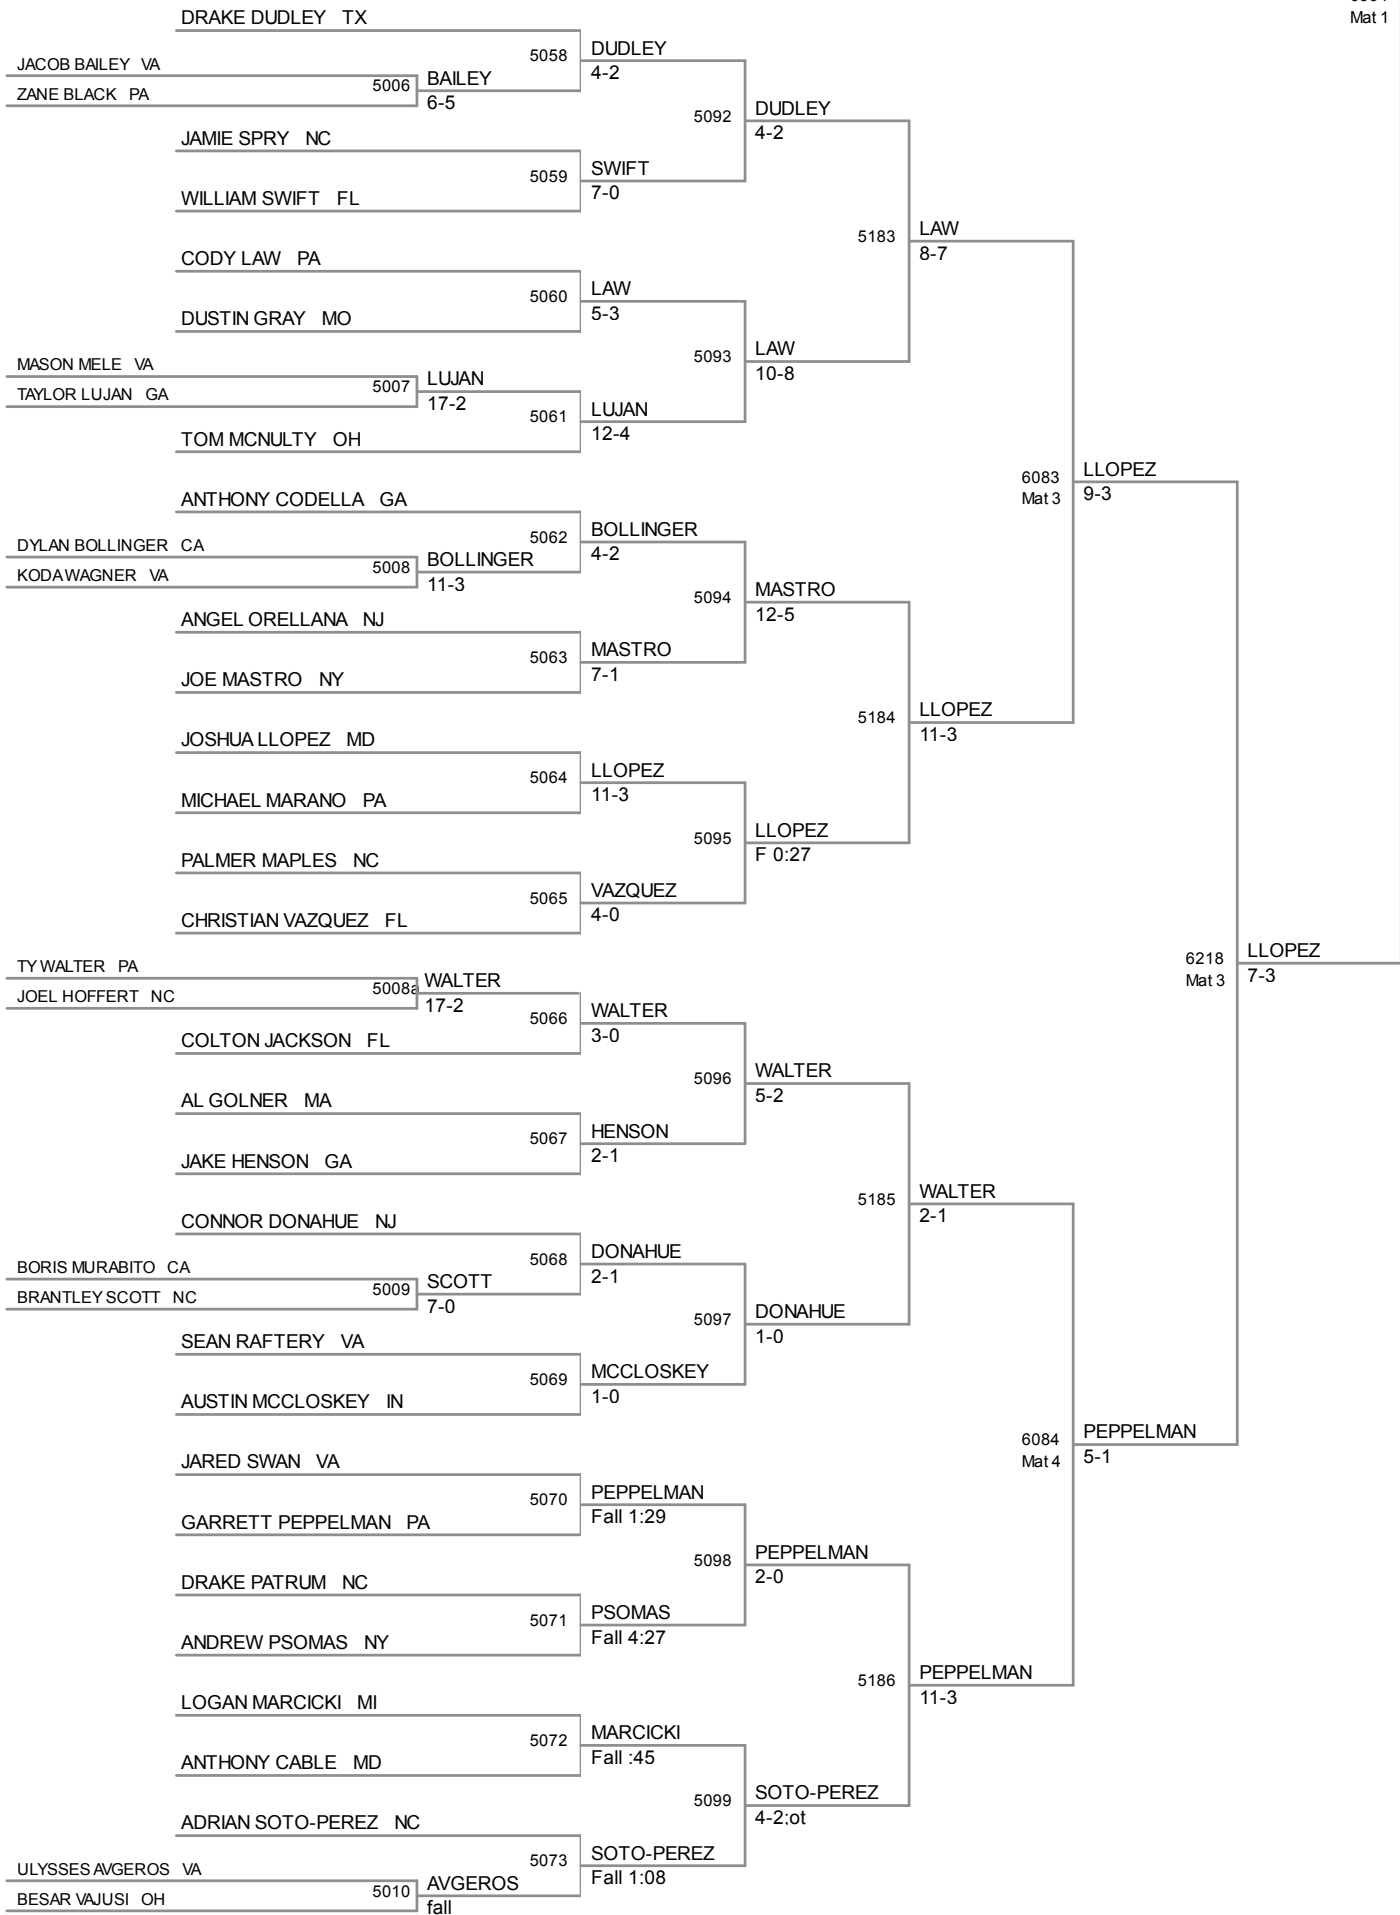 Mat 1
DRAKE DUDLEY TX
JACOB BAILEY VA
ZANE BLACK PA
5006
BAILEY
6-5
5058
DUDLEY
4-2
JAMIE SPRY NC
WILLIAM SWIFT FL
5059
SWIFT
7-0
5092
DUDLEY
4-2
CODY LAW PA
DUSTIN GRAY MO
5060
LAW
5-3
MASON MELE VA
TAYLOR LUJAN GA
5007
LUJAN
17-2
TOM MCNULTY OH
5061
LUJAN
12-4
5093
LAW
10-8
5183
LAW
8-7
ANTHONY CODELLA GA
DYLAN BOLLINGER CA
KODA WAGNER VA
5008
BOLLINGER
11-3
5062
BOLLINGER
4-2
ANGEL ORELLANA NJ
JOE MASTRO NY
5063
MASTRO
7-1
5094
MASTRO
12-5
JOSHUA LLOPEZ MD
MICHAEL MARANO PA
5064
LLOPEZ
11-3
PALMER MAPLES NC
CHRISTIAN VAZQUEZ FL
5065
VAZQUEZ
4-0
5095
LLOPEZ
F 0:27
5184
LLOPEZ
11-3
6083
Mat 3
LLOPEZ
9-3
TY WALTER PA
JOEL HOFFERT NC
5008a
WALTER
17-2
COLTON JACKSON FL
5066
WALTER
3-0
AL GOLNER MA
JAKE HENSON GA
5067
HENSON
2-1
5096
WALTER
5-2
CONNOR DONAHUE NJ
BORIS MURABITO CA
BRANTLEY SCOTT NC
5009
SCOTT
7-0
5068
DONAHUE
2-1
SEAN RAFTERY VA
AUSTIN MCCLOSKEY IN
5069
MCCLOSKEY
1-0
5097
DONAHUE
1-0
5185
WALTER
2-1
JARED SWAN VA
GARRETT PEPPELMAN PA
5070
PEPPELMAN
Fall 1:29
DRAKE PATRUM NC
ANDREW PSOMAS NY
5071
PSOMAS
Fall 4:27
5098
PEPPELMAN
2-0
LOGAN MARCICKI MI
ANTHONY CABLE MD
5072
MARCICKI
Fall :45
ADRIAN SOTO-PEREZ NC
ULYSSES AVGEROS VA
BESAR VAJUSI OH
5010
AVGEROS
fall
5073
SOTO-PEREZ
Fall 1:08
5099
SOTO-PEREZ
4-2;ot
5186
PEPPELMAN
11-3
6084
Mat 4
PEPPELMAN
5-1
6218
Mat 3
LLOPEZ
7-3